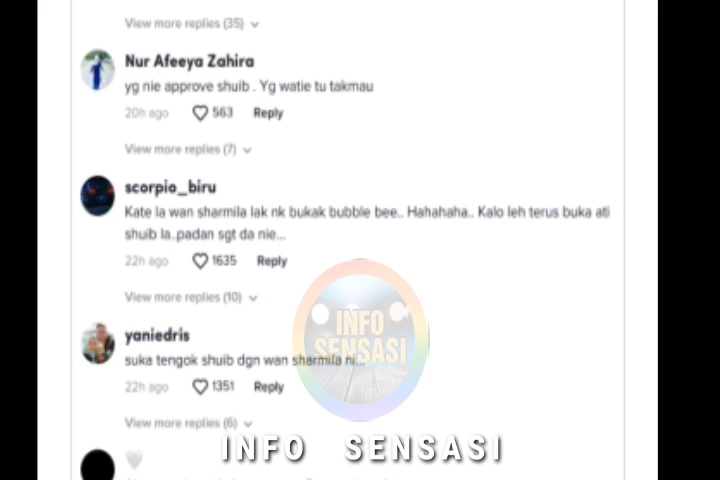 View more replies (35)
Nur Afeeya Zahira
yg nie approve shuib . Yg watie tu takmau
20h ago 563 Reply
View more replies (7)
scorpio_biru
Kate la wan sharmila lak nk bukak bubble bee.. Hahahaha.. Kalo leh terus buka ati
shuib la..padan sgt da nie...
22h ago 1635 Reply
View more replies (10)
yaniedris
suka tengok shuib dgn wan sharmila ni...
22h ago 1351 Reply
View more replies (6)
INFO
SENSASI
INFO SENSASI